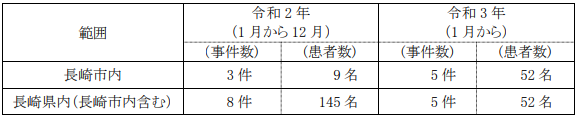 範囲 令和2年 (1月から12月) 令和3年 (1月から)
(事件数) (患者数) (事件数) (患者数)
長崎市内 3件 9名 5件 52名
長崎県内(長崎市内含む) 8件 145名 5件 52名